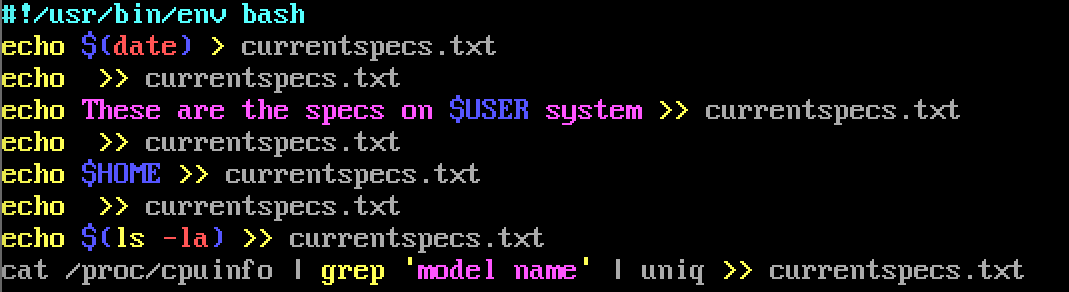 #!/usr/bin/env bash
echo $(date) > currentspecs.txt
echo  >> currentspecs.txt
echo These are the specs on $USER system >> currentspecs.txt
echo  >> currentspecs.txt
echo $HOME >> currentspecs.txt
echo  >> currentspecs.txt
echo $(ls -la) >> currentspecs.txt
cat /proc/cpuinfo | grep 'model name' | uniq >> currentspecs.txt